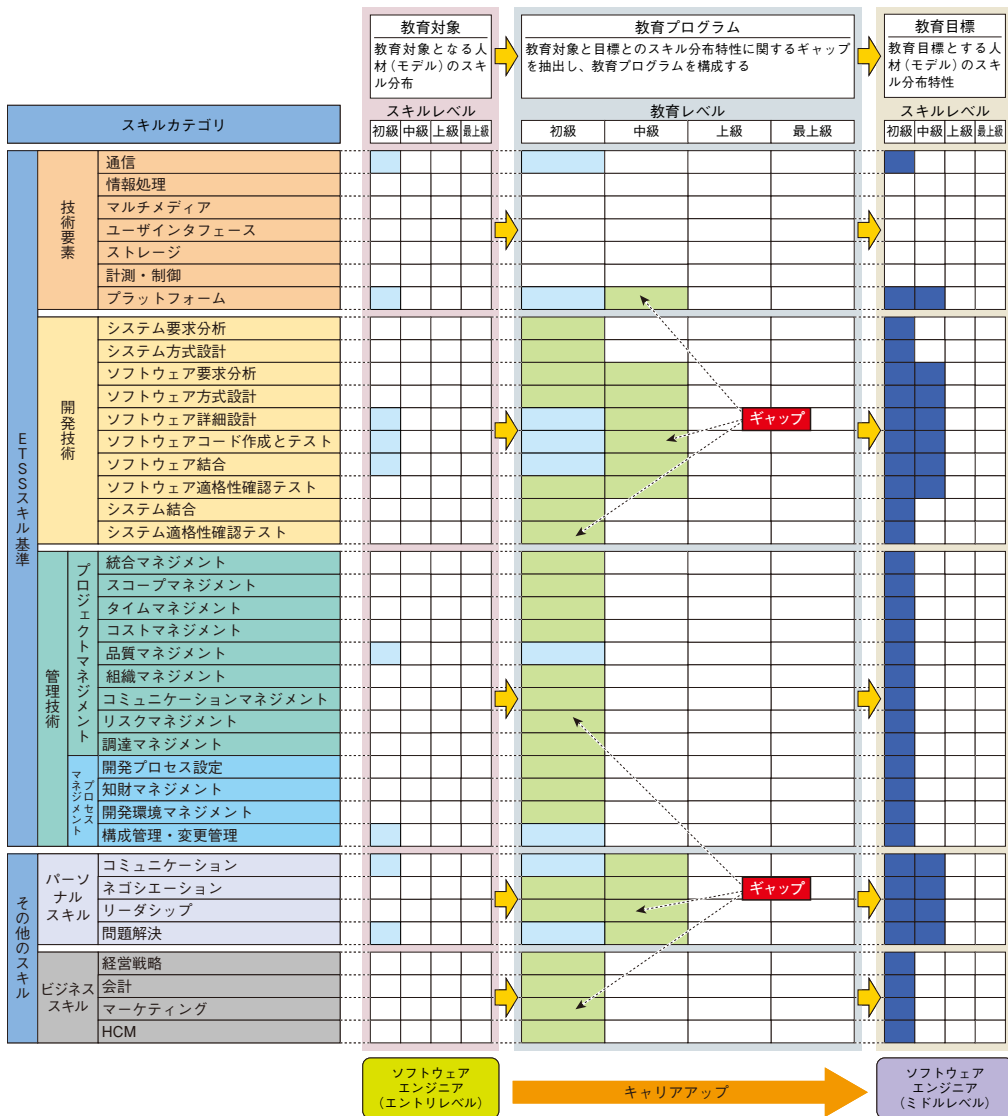 教育対象
教育対象となる人
材（モデル）のスキ
ル分布
教育プログラム
教育対象と目標とのスキル分布特性に関するギャップ
を抽出し、教育プログラムを構成する
教育目標
教育目標とする人
材（モデル）のスキ
ル分布特性
スキルカテゴリ
スキルレベル
初級 中級 上級 最上級
教育レベル
初級 中級 上級 最上級
スキルレベル
初級 中級 上級 最上級
ETSSスキル基準
技術要素
通信
情報処理
マルチメディア
ユーザインタフェース
ストレージ
計測・制御
プラットフォーム
開発技術
システム要求分析
システム方式設計
ソフトウェア要求分析
ソフトウェア方式設計
ソフトウェア詳細設計
ソフトウェアコード作成とテスト
ソフトウェア結合
ソフトウェア適格性確認テスト
システム結合
システム適格性確認テスト
ギャップ
管理技術
プロジェクトマネジメント
統合マネジメント
スコープマネジメント
タイムマネジメント
コストマネジメント
品質マネジメント
組織マネジメント
コミュニケーションマネジメント
リスクマネジメント
調達マネジメント
プロセス
マネジメント
開発プロセス設定
知財マネジメント
開発環境マネジメント
構成管理・変更管理
その他のスキル
パーソ
ナル
スキル
コミュニケーション
ネゴシエーション
リーダシップ
問題解決
ギャップ
ビジネス
スキル
経営戦略
会計
マーケティング
HCM
ソフトウェア
エンジニア
（エントリレベル）
キャリアアップ
ソフトウェア
エンジニア
（ミドルレベル）